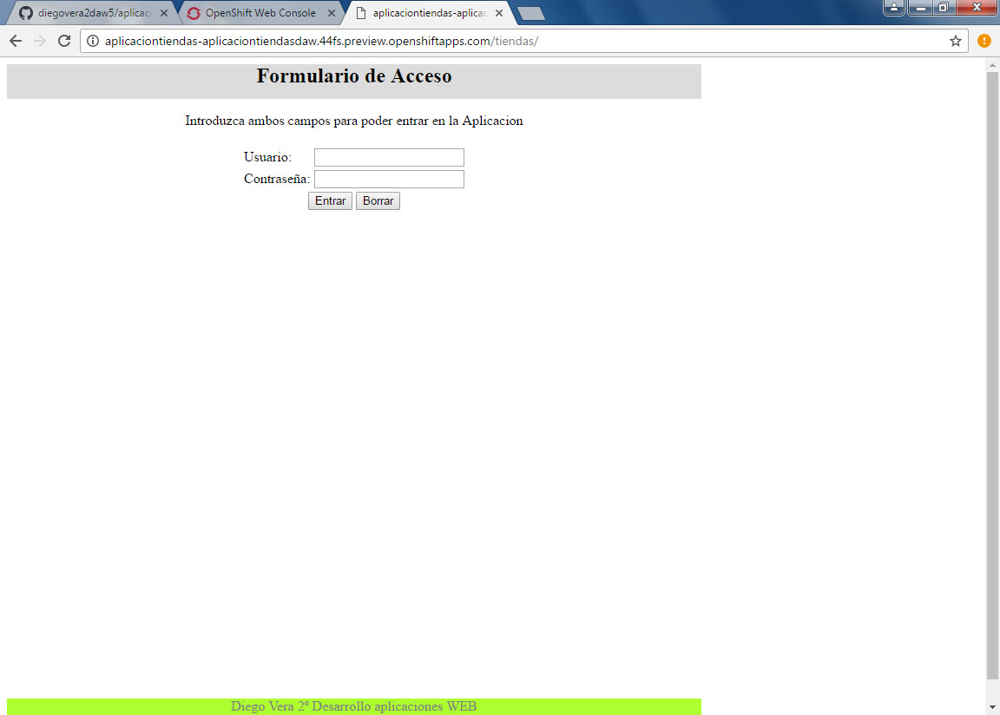 diegovera2daw5/aplicaci
OpenShift Web Console
aplicaciontiendas-aplicac
aplicaciontiendas-aplicaciontiendasdaw.44fs.preview.openshiftapps.com/tiendas/
Formulario de Acceso
Introduzca ambos campos para poder entrar en la Aplicacion
Usuario:
Contraseña:
Entrar Borrar
Diego Vera 2º Desarrollo aplicaciones WEB